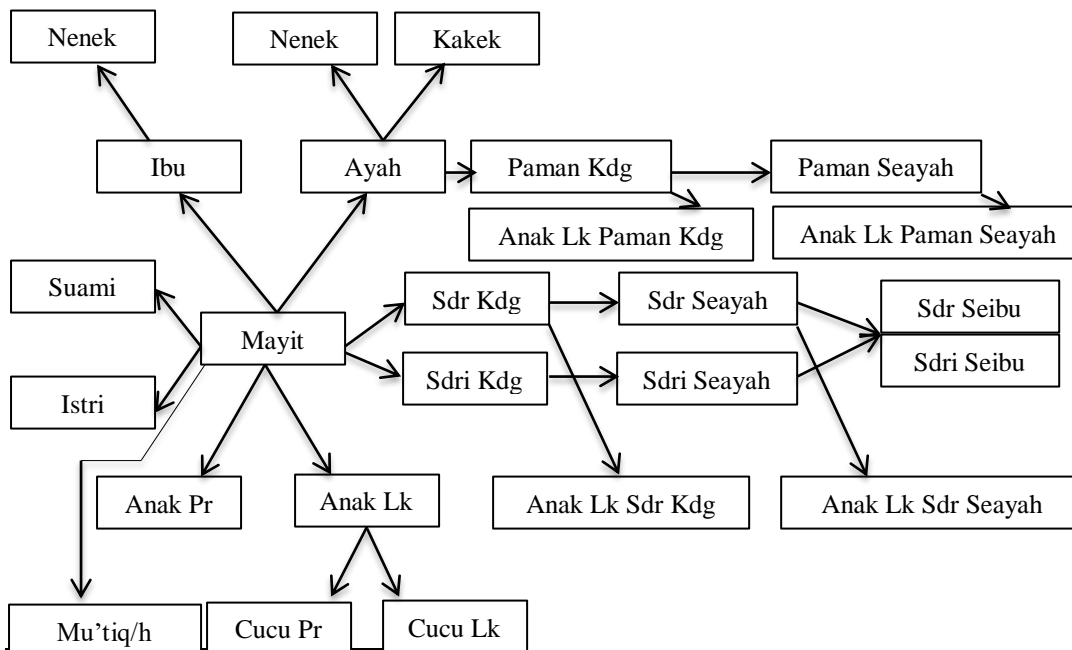 Nenek
Nenek
Kakek
Ibu
Ayah
Paman Kdg
Paman Seayah
Anak Lk Paman Kdg
Anak Lk Paman Seayah
Suami
Sdr Kdg
Sdr Seayah
Sdr Seibu
Mayit
Sdri Seibu
Istri
Sdri Kdg
Sdri Seayah
Anak Pr
Anak Lk
Anak Lk Sdr Kdg
Anak Lk Sdr Seayah
Mu’tiq/h
Cucu Pr
Cucu Lk